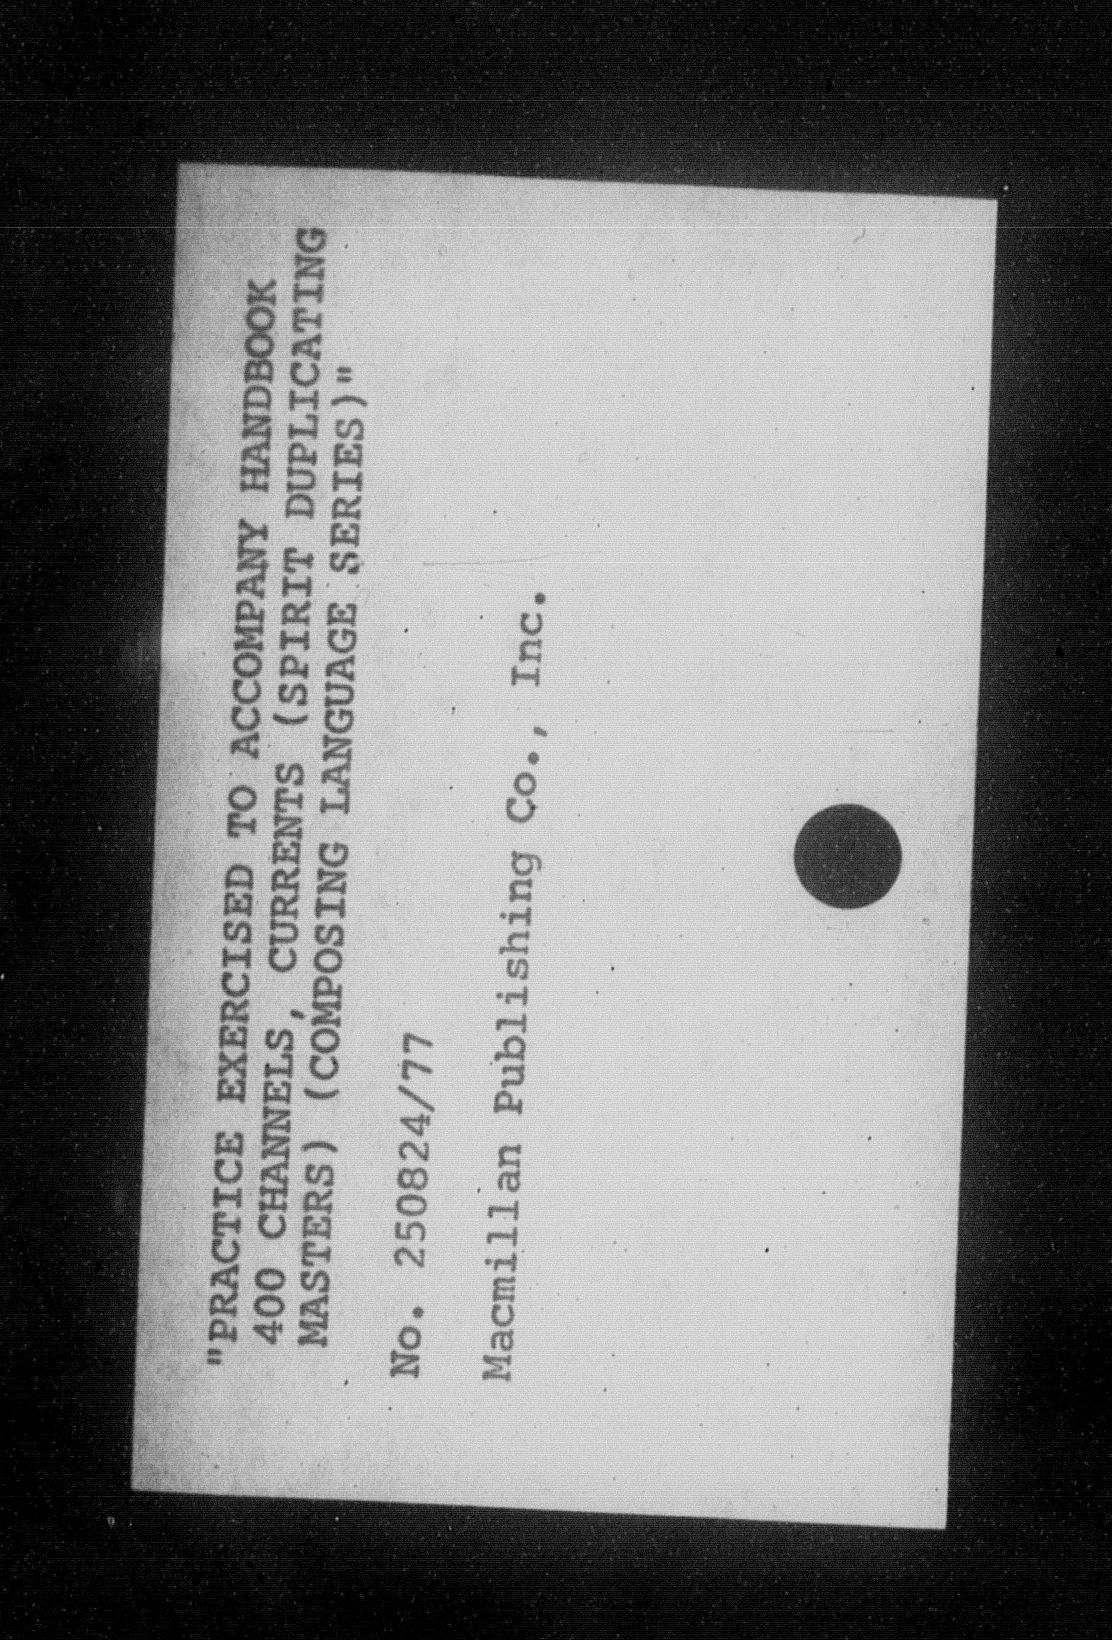 "PRACTICE EXERCISED TO ACCOMPANY HANDBOOK
400 CHANNELS, CURRENTS (SPIRIT DUPLICATING
MASTERS) (COMPOSING LANGUAGE SERIES)"
No. 250824/77
Macmillan Publishing Co., Inc.